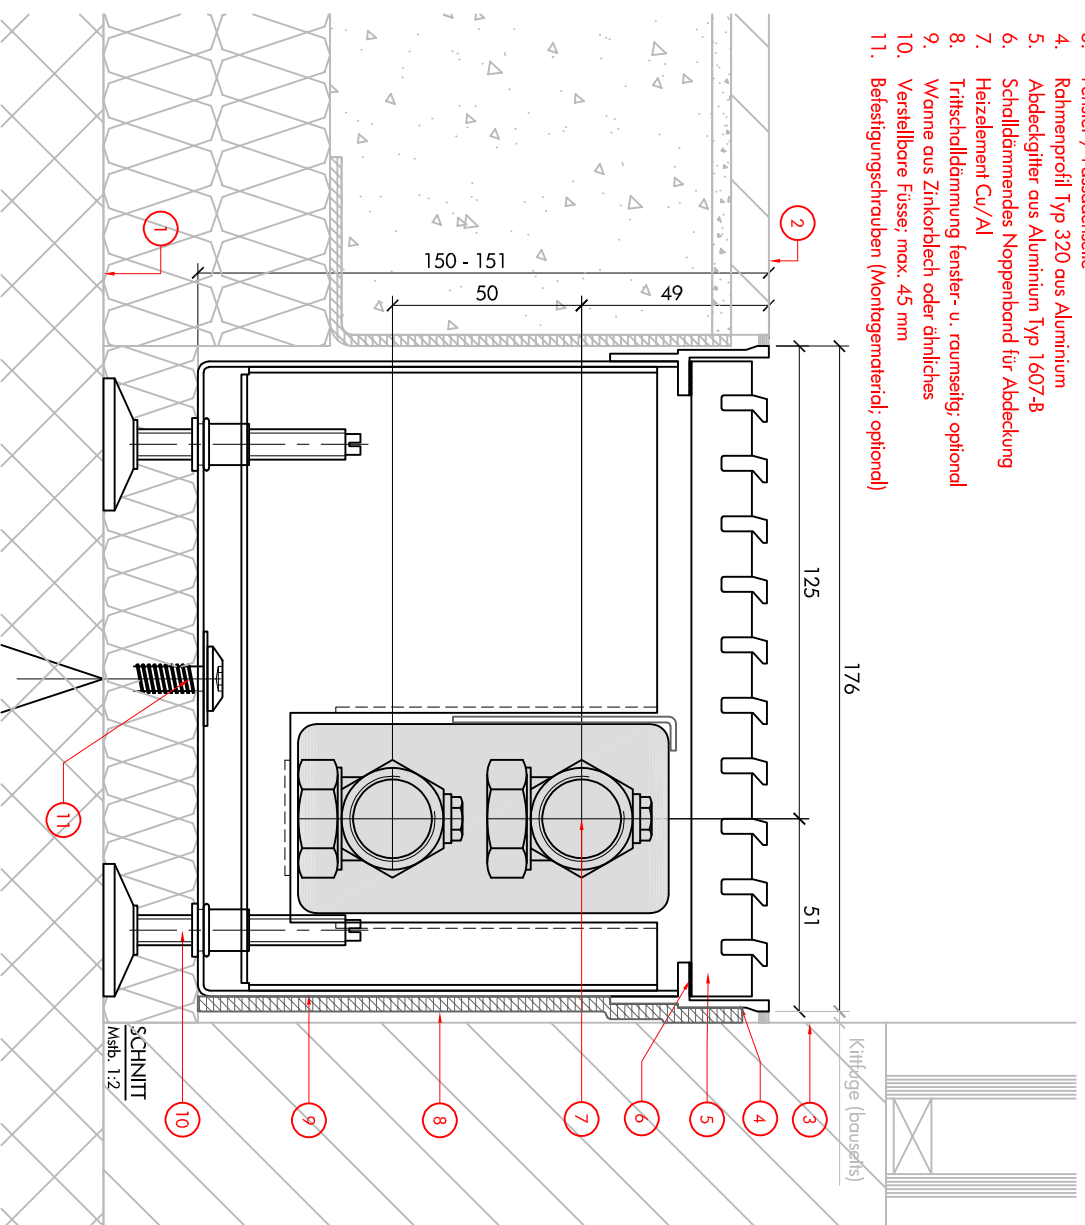 4. Rahmenprofil Typ 320 aus Aluminium
5. Abdeckgitter aus Aluminium Typ 1607-B
6. Schalldämmendes Noppenband für Abdeckung
7. Heizelement Cu/Al
8. Trittschalldämmung fenster- u. raumseitg; optional
9. Wanne aus Zinkorblech oder ähnliches
10. Verstellbare Füsse; max. 45 mm
11. Befestigungschrauben (Montagematerial; optional)
1
2
150 - 151
50
49
125
176
51
11
Kittfuge (bauseits)
SCHNITT
Mstb. 1:2
10
9
8
7
6
5
4
3